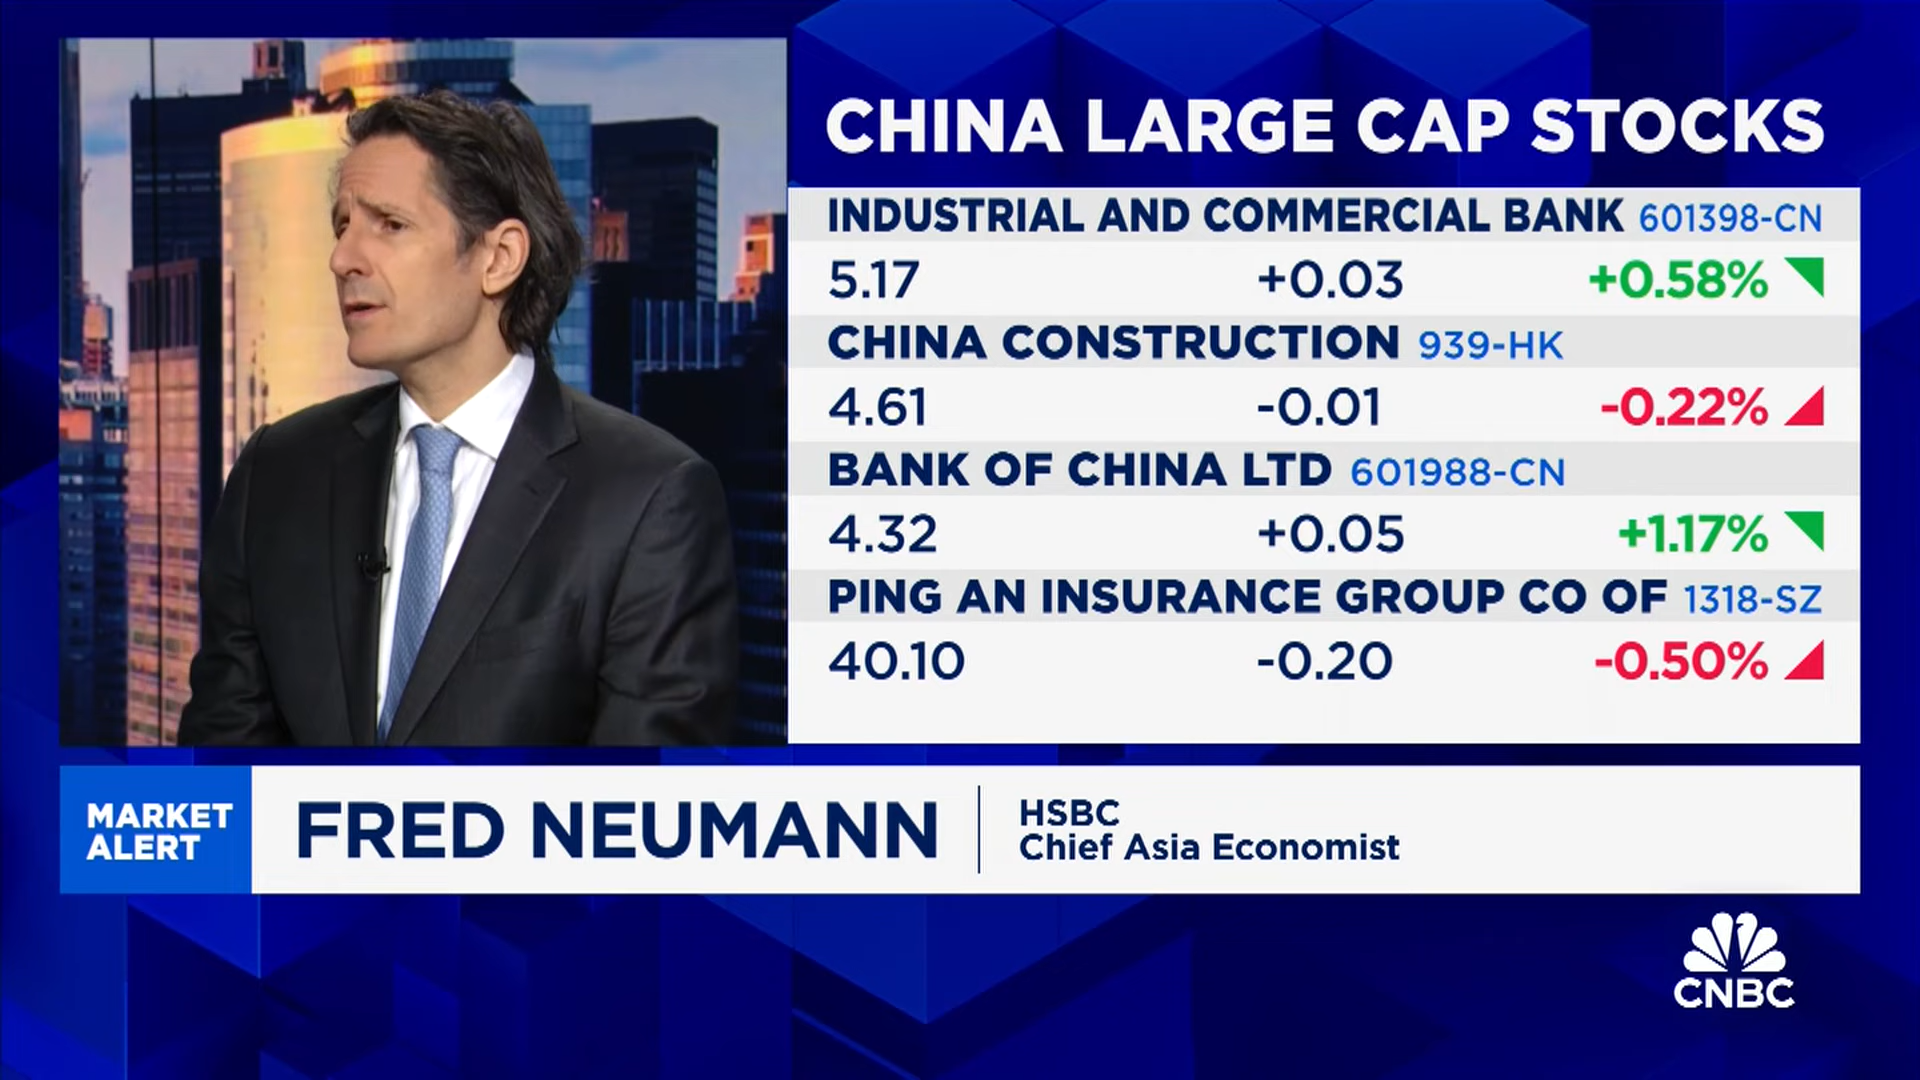 CHINA LARGE CAP STOCKS
INDUSTRIAL AND COMMERCIAL BANK 601398-CN
5.17 +0.03 +0.58%
CHINA CONSTRUCTION 939-HK
4.61 -0.01 -0.22%
BANK OF CHINA LTD 601988-CN
4.32 +0.05 +1.17%
PING AN INSURANCE GROUP CO OF 1318-SZ
40.10 -0.20 -0.50%
MARKET ALERT
FRED NEUMANN
HSBC
Chief Asia Economist
CNBC